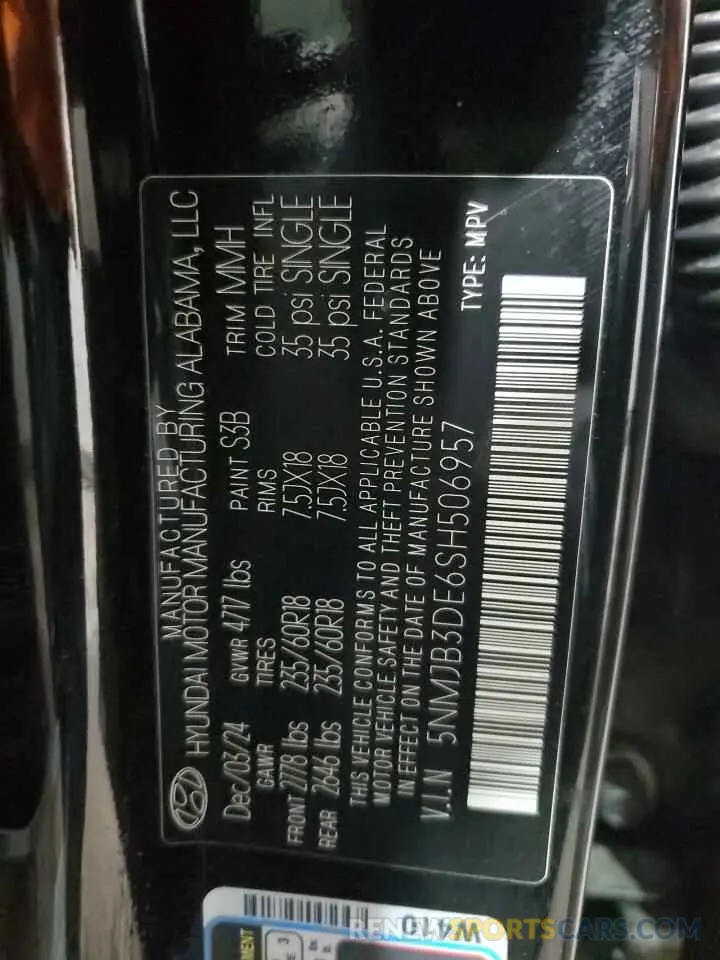 MANUFACTURED BY
HYUNDAI MOTOR MANUFACTURING ALABAMA, LLC
Dec/03/24 GVWR 4717 lbs PAINT S3B TRIM MMH
GAWR TIRES RIMS COLD TIRE INFL
FRONT 2778 lbs 235/60R18 7.5JX18 35 psi SINGLE
REAR 2646 lbs 235/60R18 7.5JX18 35 psi SINGLE
THIS VEHICLE CONFORMS TO ALL APPLICABLE U.S.A. FEDERAL
MOTOR VEHICLE SAFETY AND THEFT PREVENTION STANDARDS
IN EFFECT ON THE DATE OF MANUFACTURE SHOWN ABOVE
V.I.N 5NMJB3DE6SH506957
TYPE: MPV
RENEWSPORTSCARS.COM